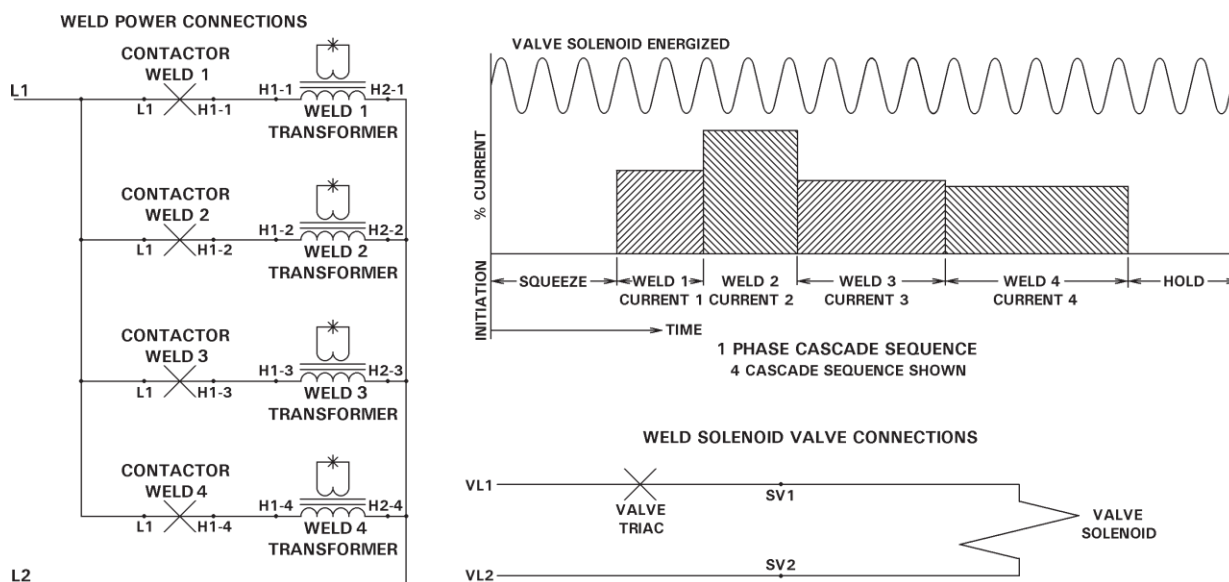 WELD POWER CONNECTIONS
CONTACTOR
WELD 1
L1
H1-1
H2-1
L1
H1-1
WELD 1
TRANSFORMER
CONTACTOR
WELD 2
H1-2
H2-2
L1
H1-2
WELD 2
TRANSFORMER
CONTACTOR
WELD 3
H1-3
H2-3
L1
H1-3
WELD 3
TRANSFORMER
CONTACTOR
WELD 4
H1-4
H2-4
L1
H1-4
WELD 4
TRANSFORMER
L2
VALVE SOLENOID ENERGIZED
% CURRENT
INITIATION
SQUEEZE
WELD 1
CURRENT 1
WELD 2
CURRENT 2
WELD 3
CURRENT 3
WELD 4
CURRENT 4
HOLD
TIME
1 PHASE CASCADE SEQUENCE
4 CASCADE SEQUENCE SHOWN
WELD SOLENOID VALVE CONNECTIONS
VL1
SV1
VALVE
TRIAC
VALVE
SOLENOID
SV2
VL2